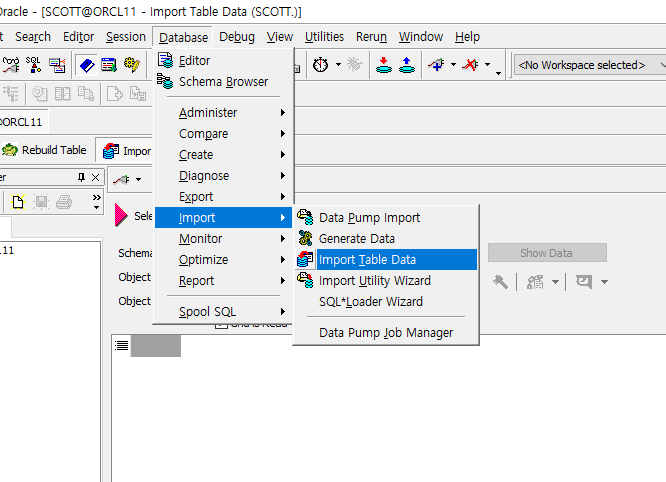 Oracle - [SCOTT@ORCL11 - Import Table Data (SCOTT.)]
Search Editor Session Database Debug View Utilities Rerun Window Help
SQL
<No Workspace selected>
Editor
Schema Browser
@ORCL11
Administer
Compare
Rebuild Table
Impor
Create
Diagnose
Export
Sele
Import
Data Pump Import
Monitor
Generate Data
Schema
Optimize
Import Table Data
Show Data
Object
Report
Import Utility Wizard
Object
SQL*Loader Wizard
Spool SQL
Data Pump Job Manager